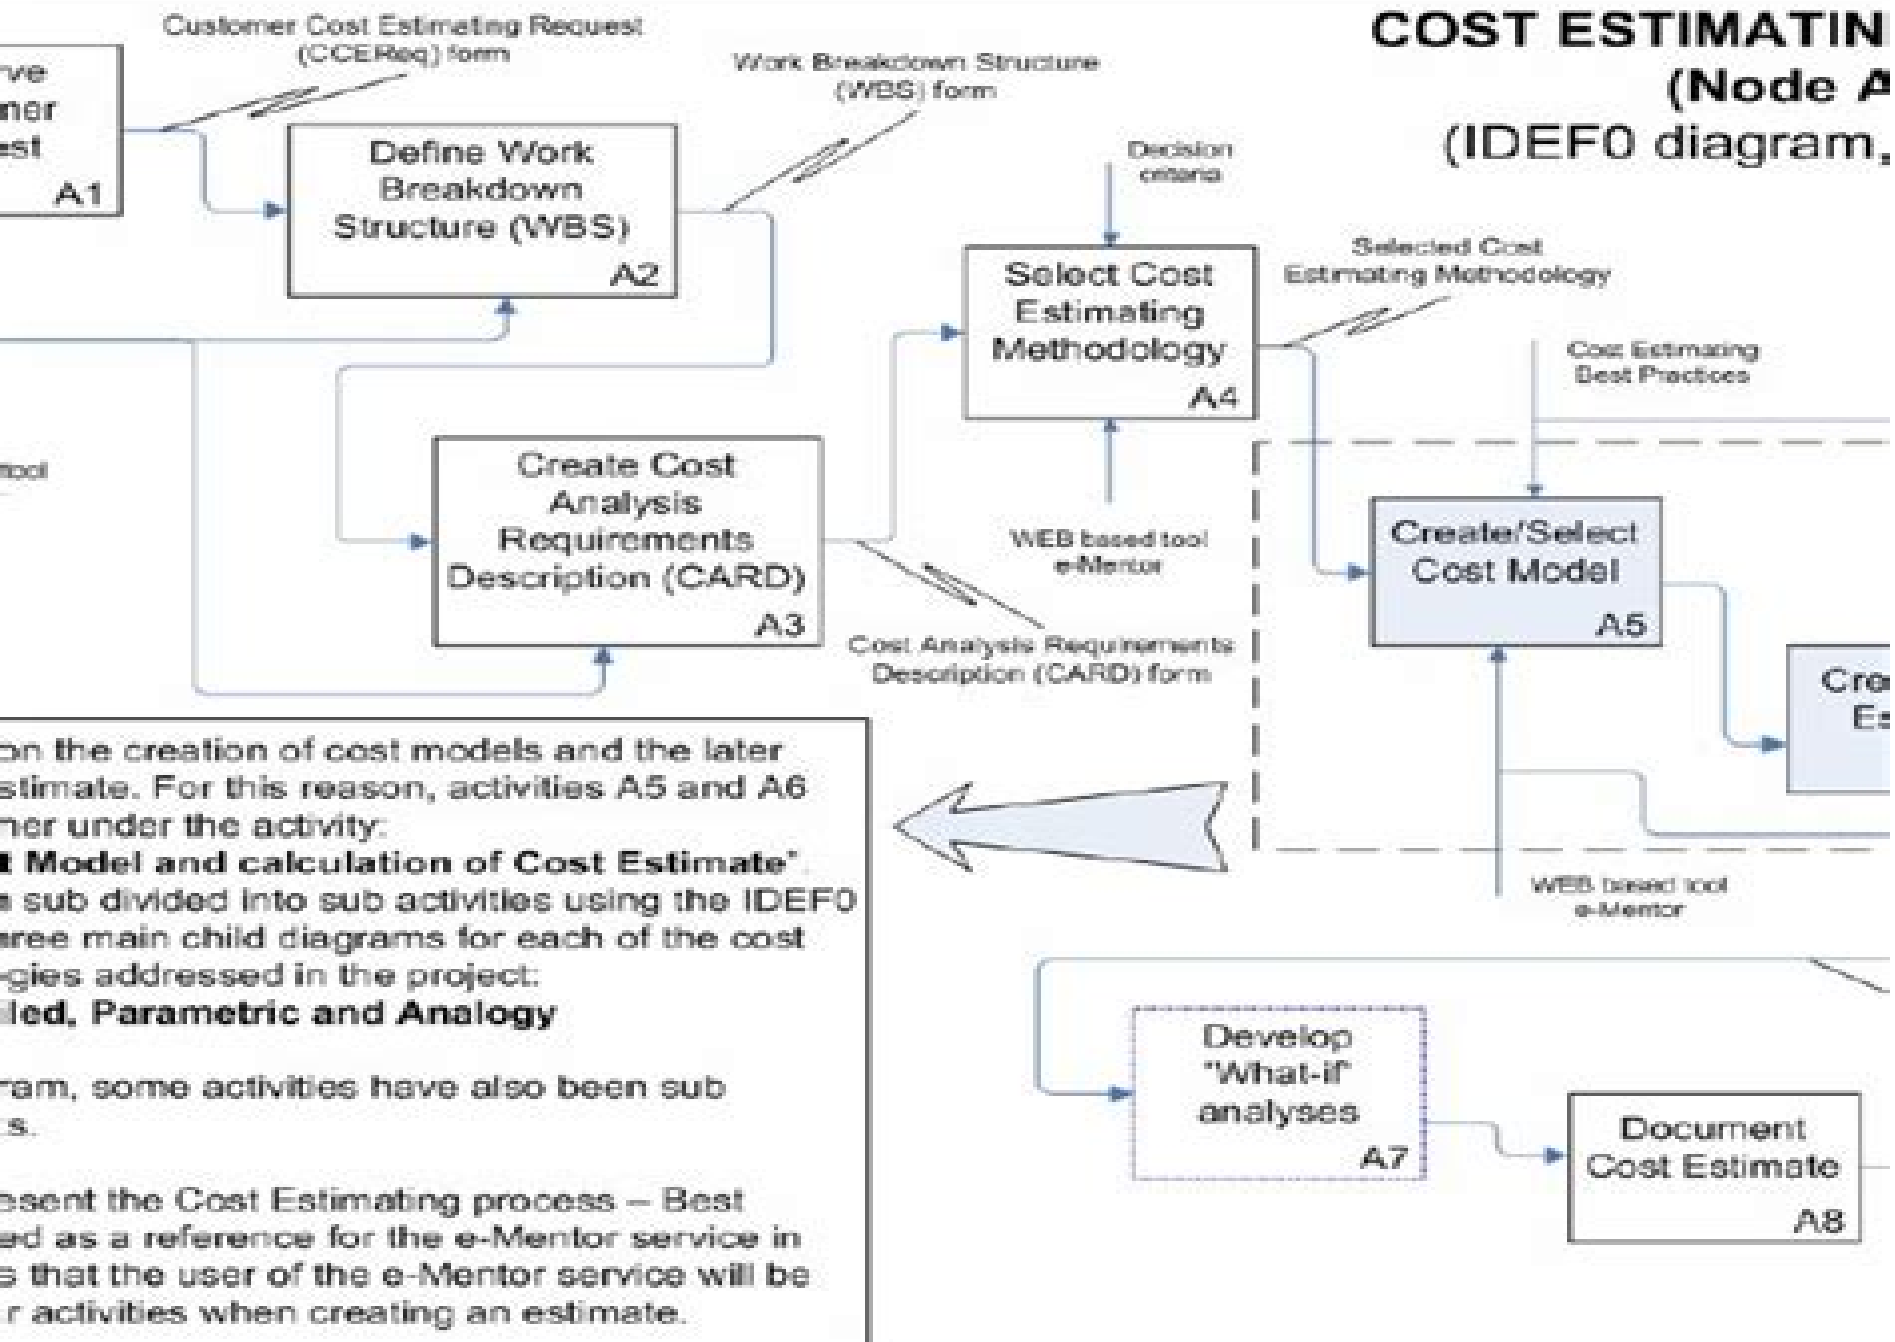 COST ESTIMATIN
(Node A
(IDEF0 diagram,
Customer Cost Estimating Request
(CCEReq) form
Work Breakdown Structure
(WBS) form
rve
ner
est
A1
Define Work
Breakdown
Structure (WBS)
A2
Decision
criteria
Select Cost
Estimating
Methodology
A4
Selected Cost
Estimating Methodology
Cost Estimating
Best Practices
tool
Create Cost
Analysis
Requirements
Description (CARD)
A3
WEB based tool
e-Mentor
Cost Analysis Requirements
Description (CARD) form
Create/Select
Cost Model
A5
Cre
Es
WEB based tool
e-Mentor
on the creation of cost models and the later
stimate. For this reason, activities A5 and A6
ner under the activity:
t Model and calculation of Cost Estimate".
e sub divided into sub activities using the IDEF0
aree main child diagrams for each of the cost
-gies addressed in the project:
iled, Parametric and Analogy
ram, some activities have also been sub
s.
esent the Cost Estimating process – Best
ed as a reference for the e-Mentor service in
s that the user of the e-Mentor service will be
r activities when creating an estimate.
Develop
"What-if"
analyses
A7
Document
Cost Estimate
A8